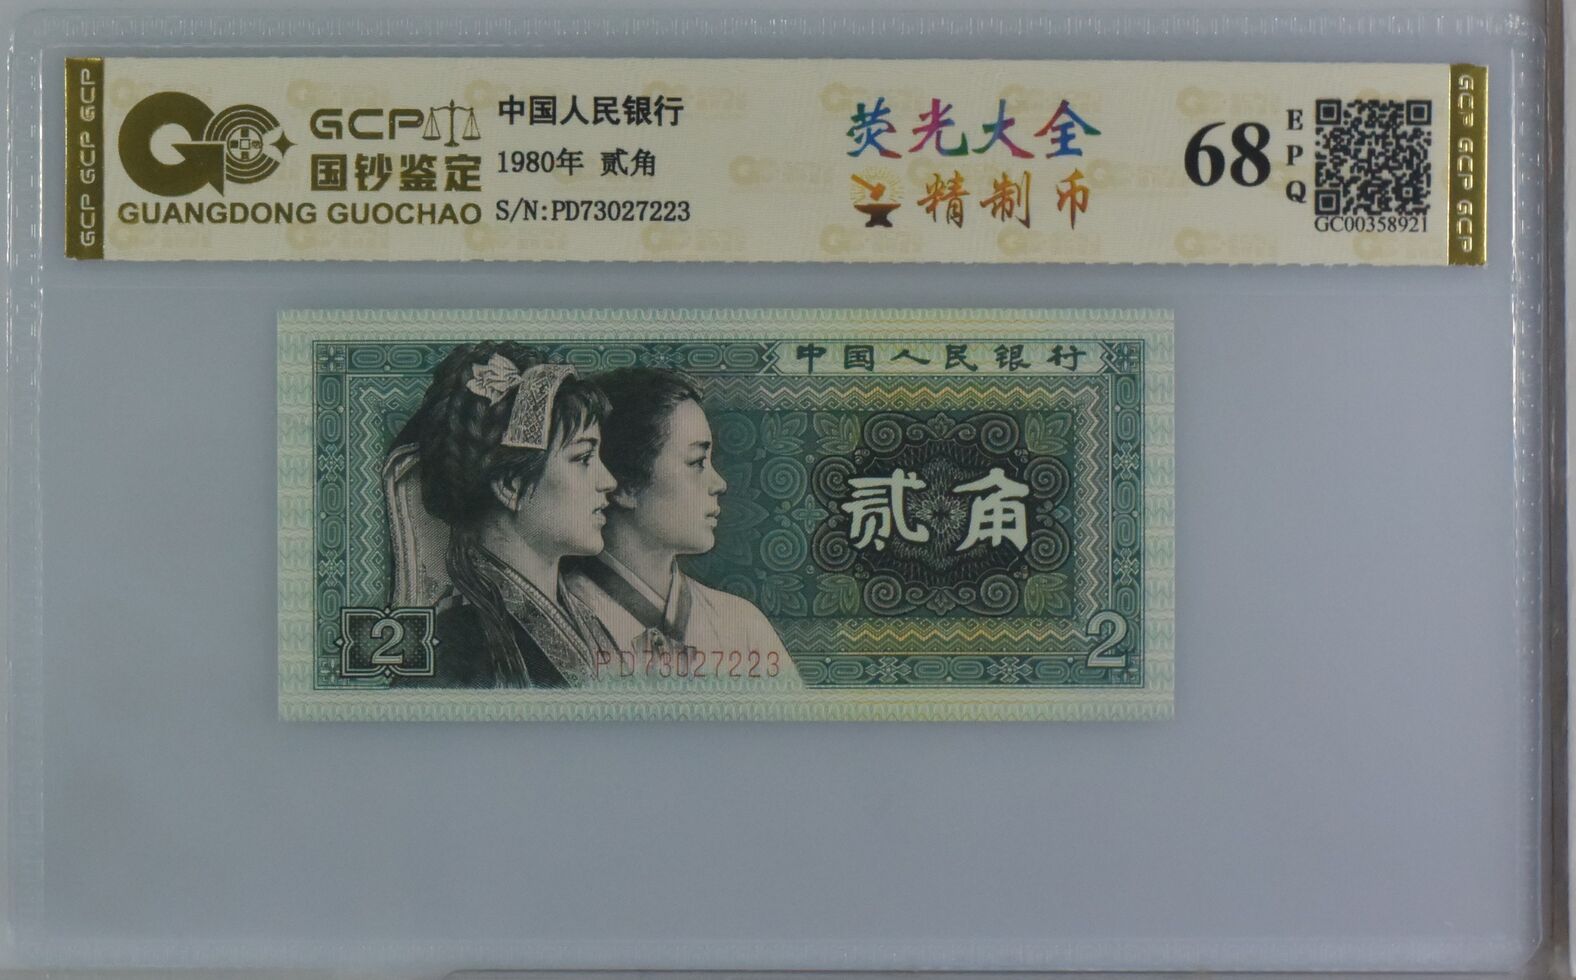 GCP GCP GCP
GCP
国钞鉴定
GUANGDONG GUOCHAO
中国人民银行
1980年 贰角
S/N:PD73027223
荧光大全
精制币
68
EPQ
GC00358921
GCP GCP GCP
中国人民银行
贰角
2
2
PD73027223